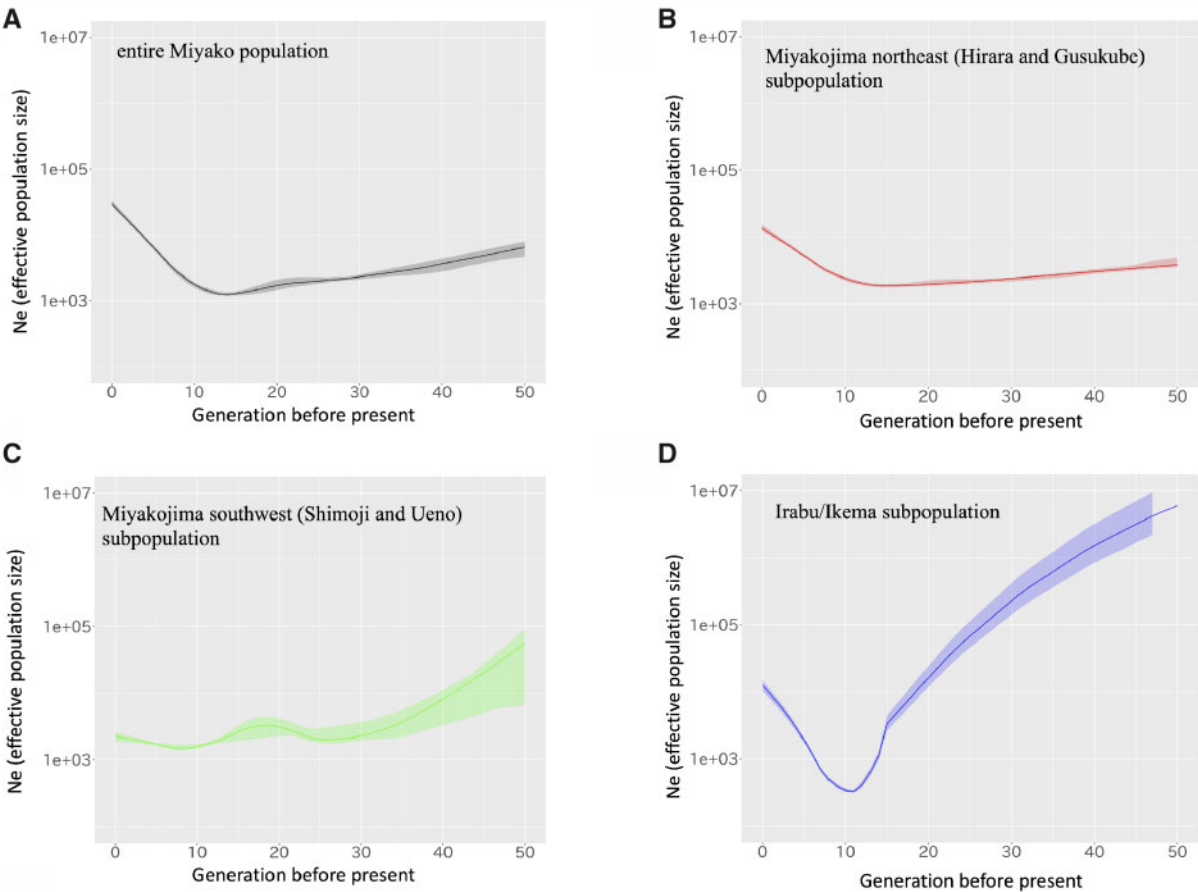 A
entire Miyako population
1e+07
1e+05
1e+03
Ne (effective population size)
0 10 20 30 40 50
Generation before present
B
Miyakojima northeast (Hirara and Gusukube)
subpopulation
1e+07
1e+05
1e+03
Ne (effective population size)
0 10 20 30 40 50
Generation before present
C
Miyakojima southwest (Shimoji and Ueno)
subpopulation
1e+07
1e+05
1e+03
Ne (effective population size)
0 10 20 30 40 50
Generation before present
D
Irabu/Ikema subpopulation
1e+07
1e+05
1e+03
Ne (effective population size)
0 10 20 30 40 50
Generation before present